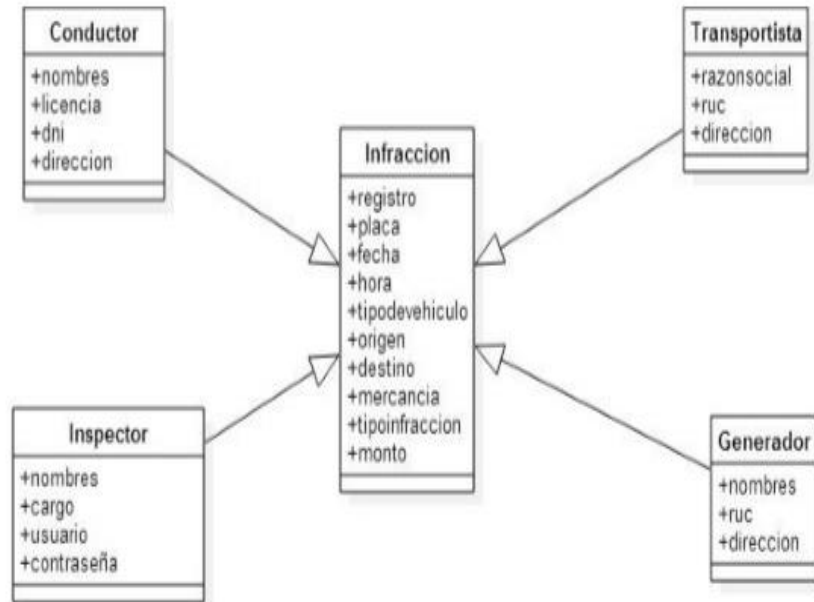 Conductor
+nombres
+licencia
+dni
+direccion
Transportista
+razonsocial
+ruc
+direccion
Infraccion
+registro
+placa
+fecha
+hora
+tipodevehiculo
+origen
+destino
+mercancia
+tipoinfraccion
+monto
Inspector
+nombres
+cargo
+usuario
+contraseña
Generador
+nombres
+ruc
+direccion